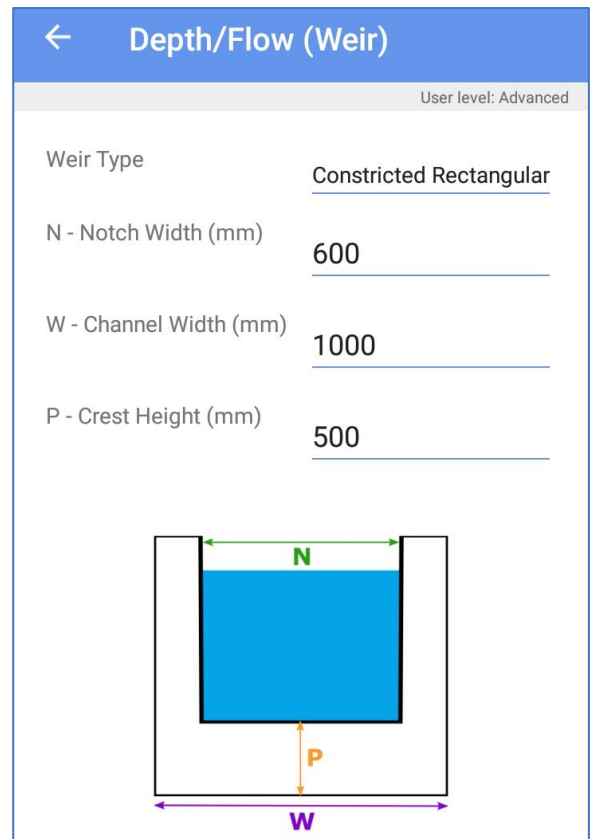 Depth/Flow (Weir)
User level: Advanced
Weir Type
Constricted Rectangular
N - Notch Width (mm)
600
W - Channel Width (mm)
1000
P - Crest Height (mm)
500
N
P
W